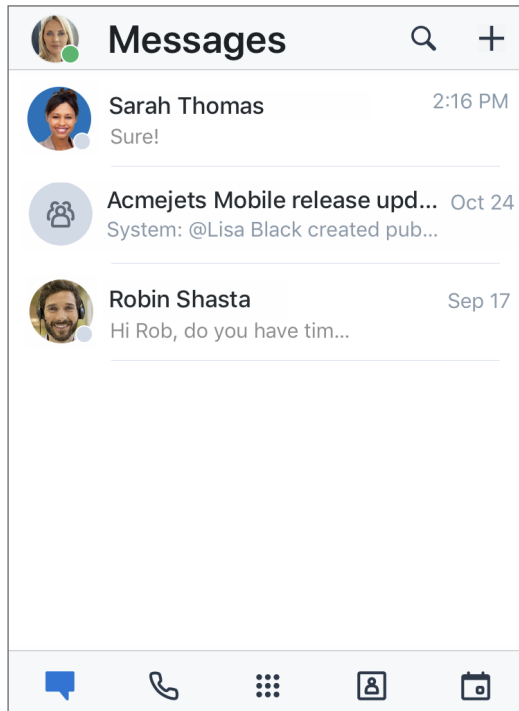 Messages
Sarah Thomas 2:16 PM
Sure!
Acmejets Mobile release upd... Oct 24
System: @Lisa Black created pub...
Robin Shasta Sep 17
Hi Rob, do you have tim...